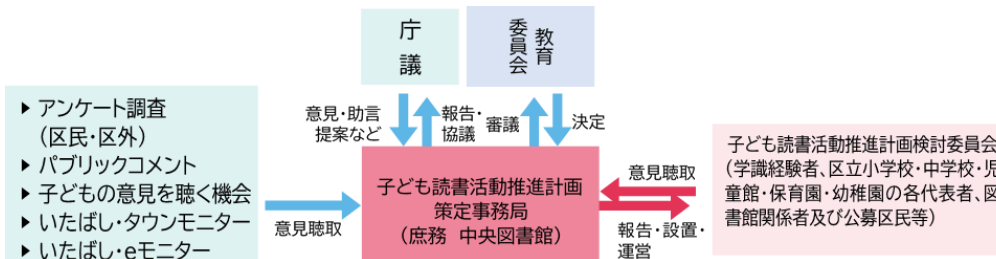 庁議
教育委員会
▶ アンケート調査
(区民・区外)
▶ パブリックコメント
▶ 子どもの意見を聴く機会
▶ いたばし・タウンモニター
▶ いたばし・eモニター
意見・助言
提案など
報告・
協議
審議
決定
意見聴取
子ども読書活動推進計画
策定事務局
(庶務 中央図書館)
意見聴取
報告・設置・
運営
子ども読書活動推進計画検討委員会
(学識経験者、区立小学校・中学校・児
童館・保育園・幼稚園の各代表者、図
書館関係者及び公募区民等)